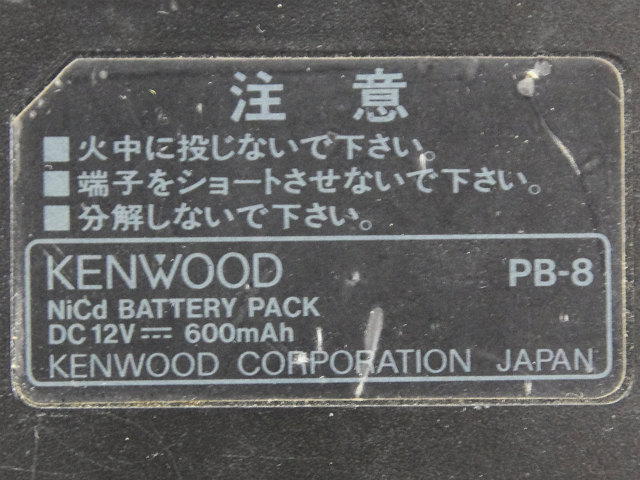 注意
■火中に投じないで下さい。
■端子をショートさせないで下さい。
■分解しないで下さい。
KENWOOD PB-8
NiCd BATTERY PACK
DC12V⎓ 600mAh
KENWOOD CORPORATION JAPAN